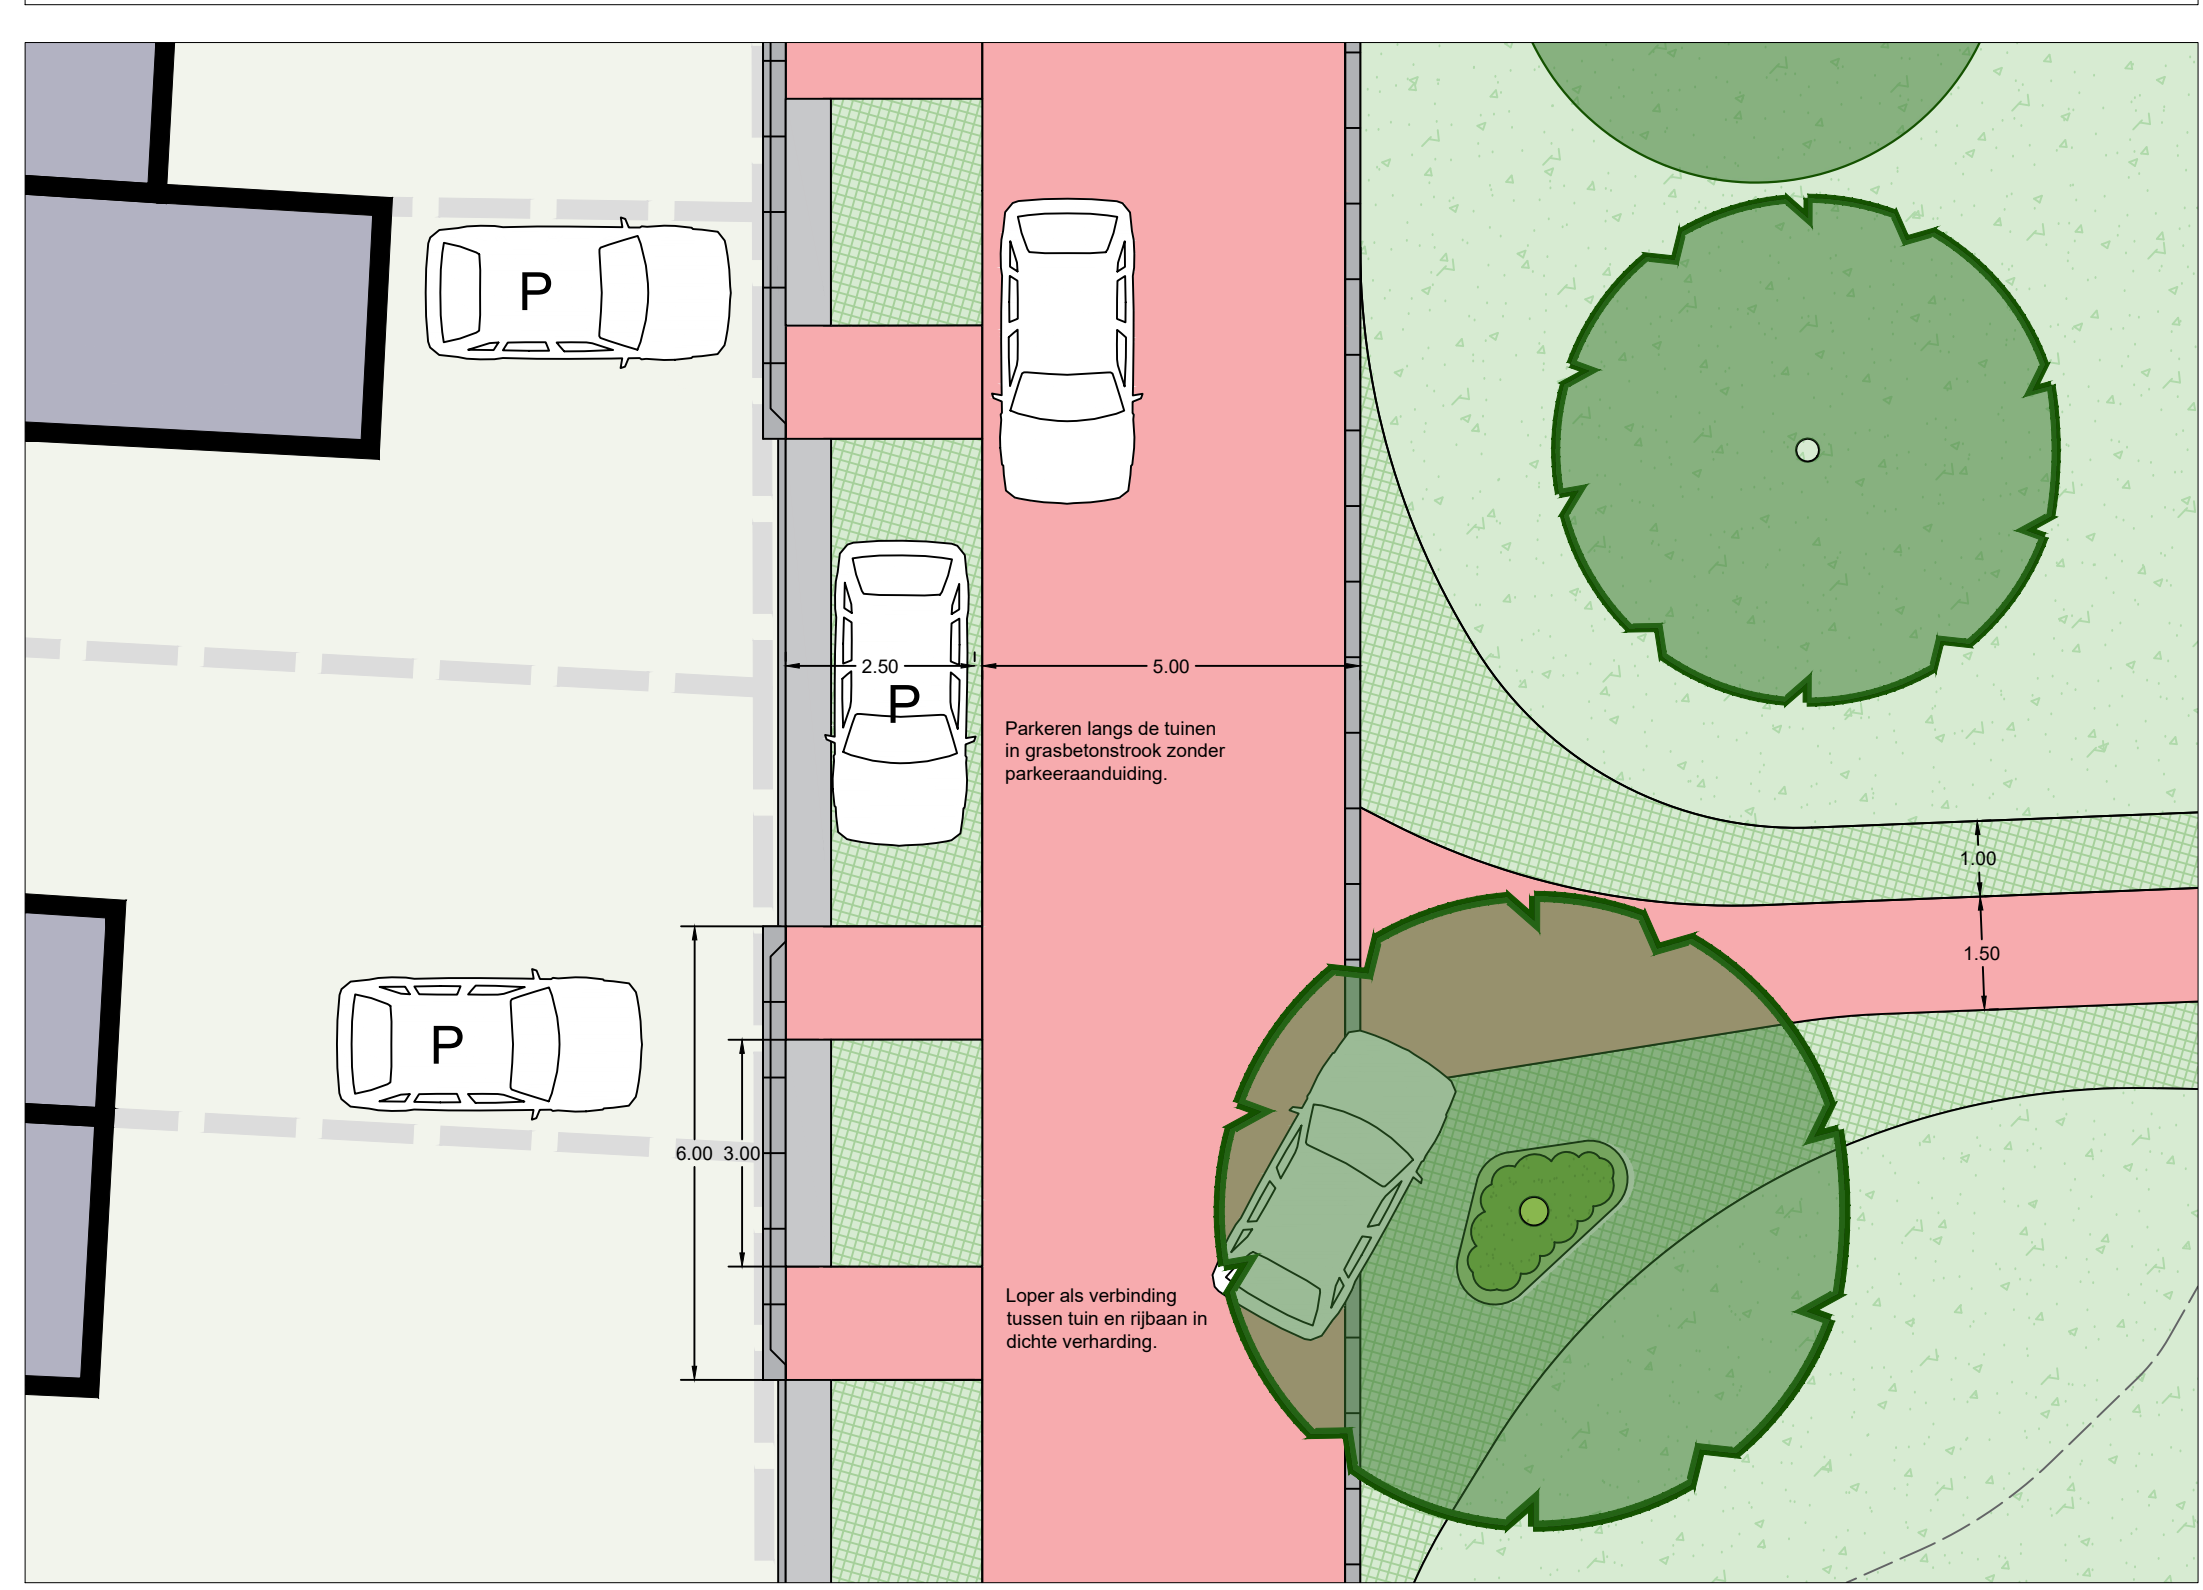 P
2.50
5.00
P
Parkeren langs de tuinen
in grasbetonstrook zonder
parkeeraanduiding.
1.00
1.50
P
6.00
3.00
Loper als verbinding
tussen tuin en rijbaan in
dichte verharding.